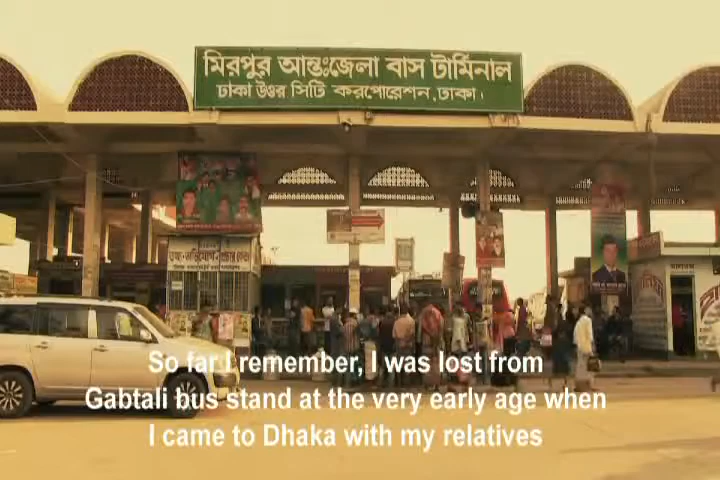 মিরপুর আন্তঃজেলা বাস টার্মিনাল
ঢাকা উত্তর সিটি করপোরেশন, ঢাকা।
So far I remember, I was lost from
Gabtali bus stand at the very early age when
I came to Dhaka with my relatives